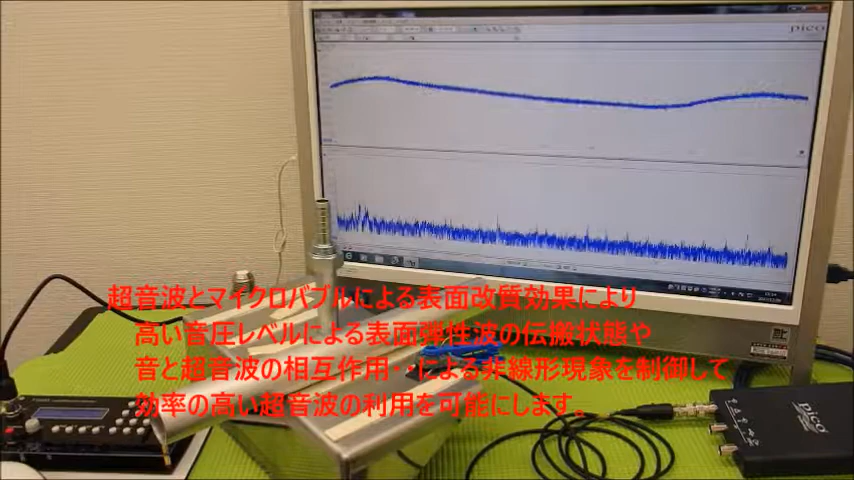 pico
超音波とマイクロバブルによる表面改質効果により
高い音圧レベルによる表面弾性波の伝搬状態や
音と超音波の相互作用・・による非線形現象を制御して
効率の高い超音波の利用を可能にします。
pico